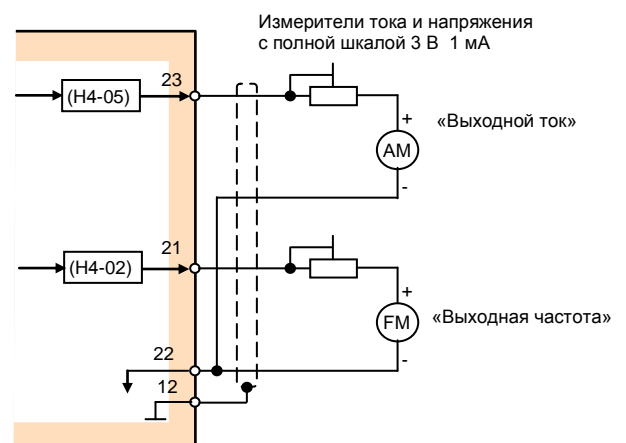 Измерители тока и напряжения
с полной шкалой 3 В 1 мА
23
(H4-05)
+
«Выходной ток»
AM
-
21
(H4-02)
+
FM
«Выходная частота»
-
22
12